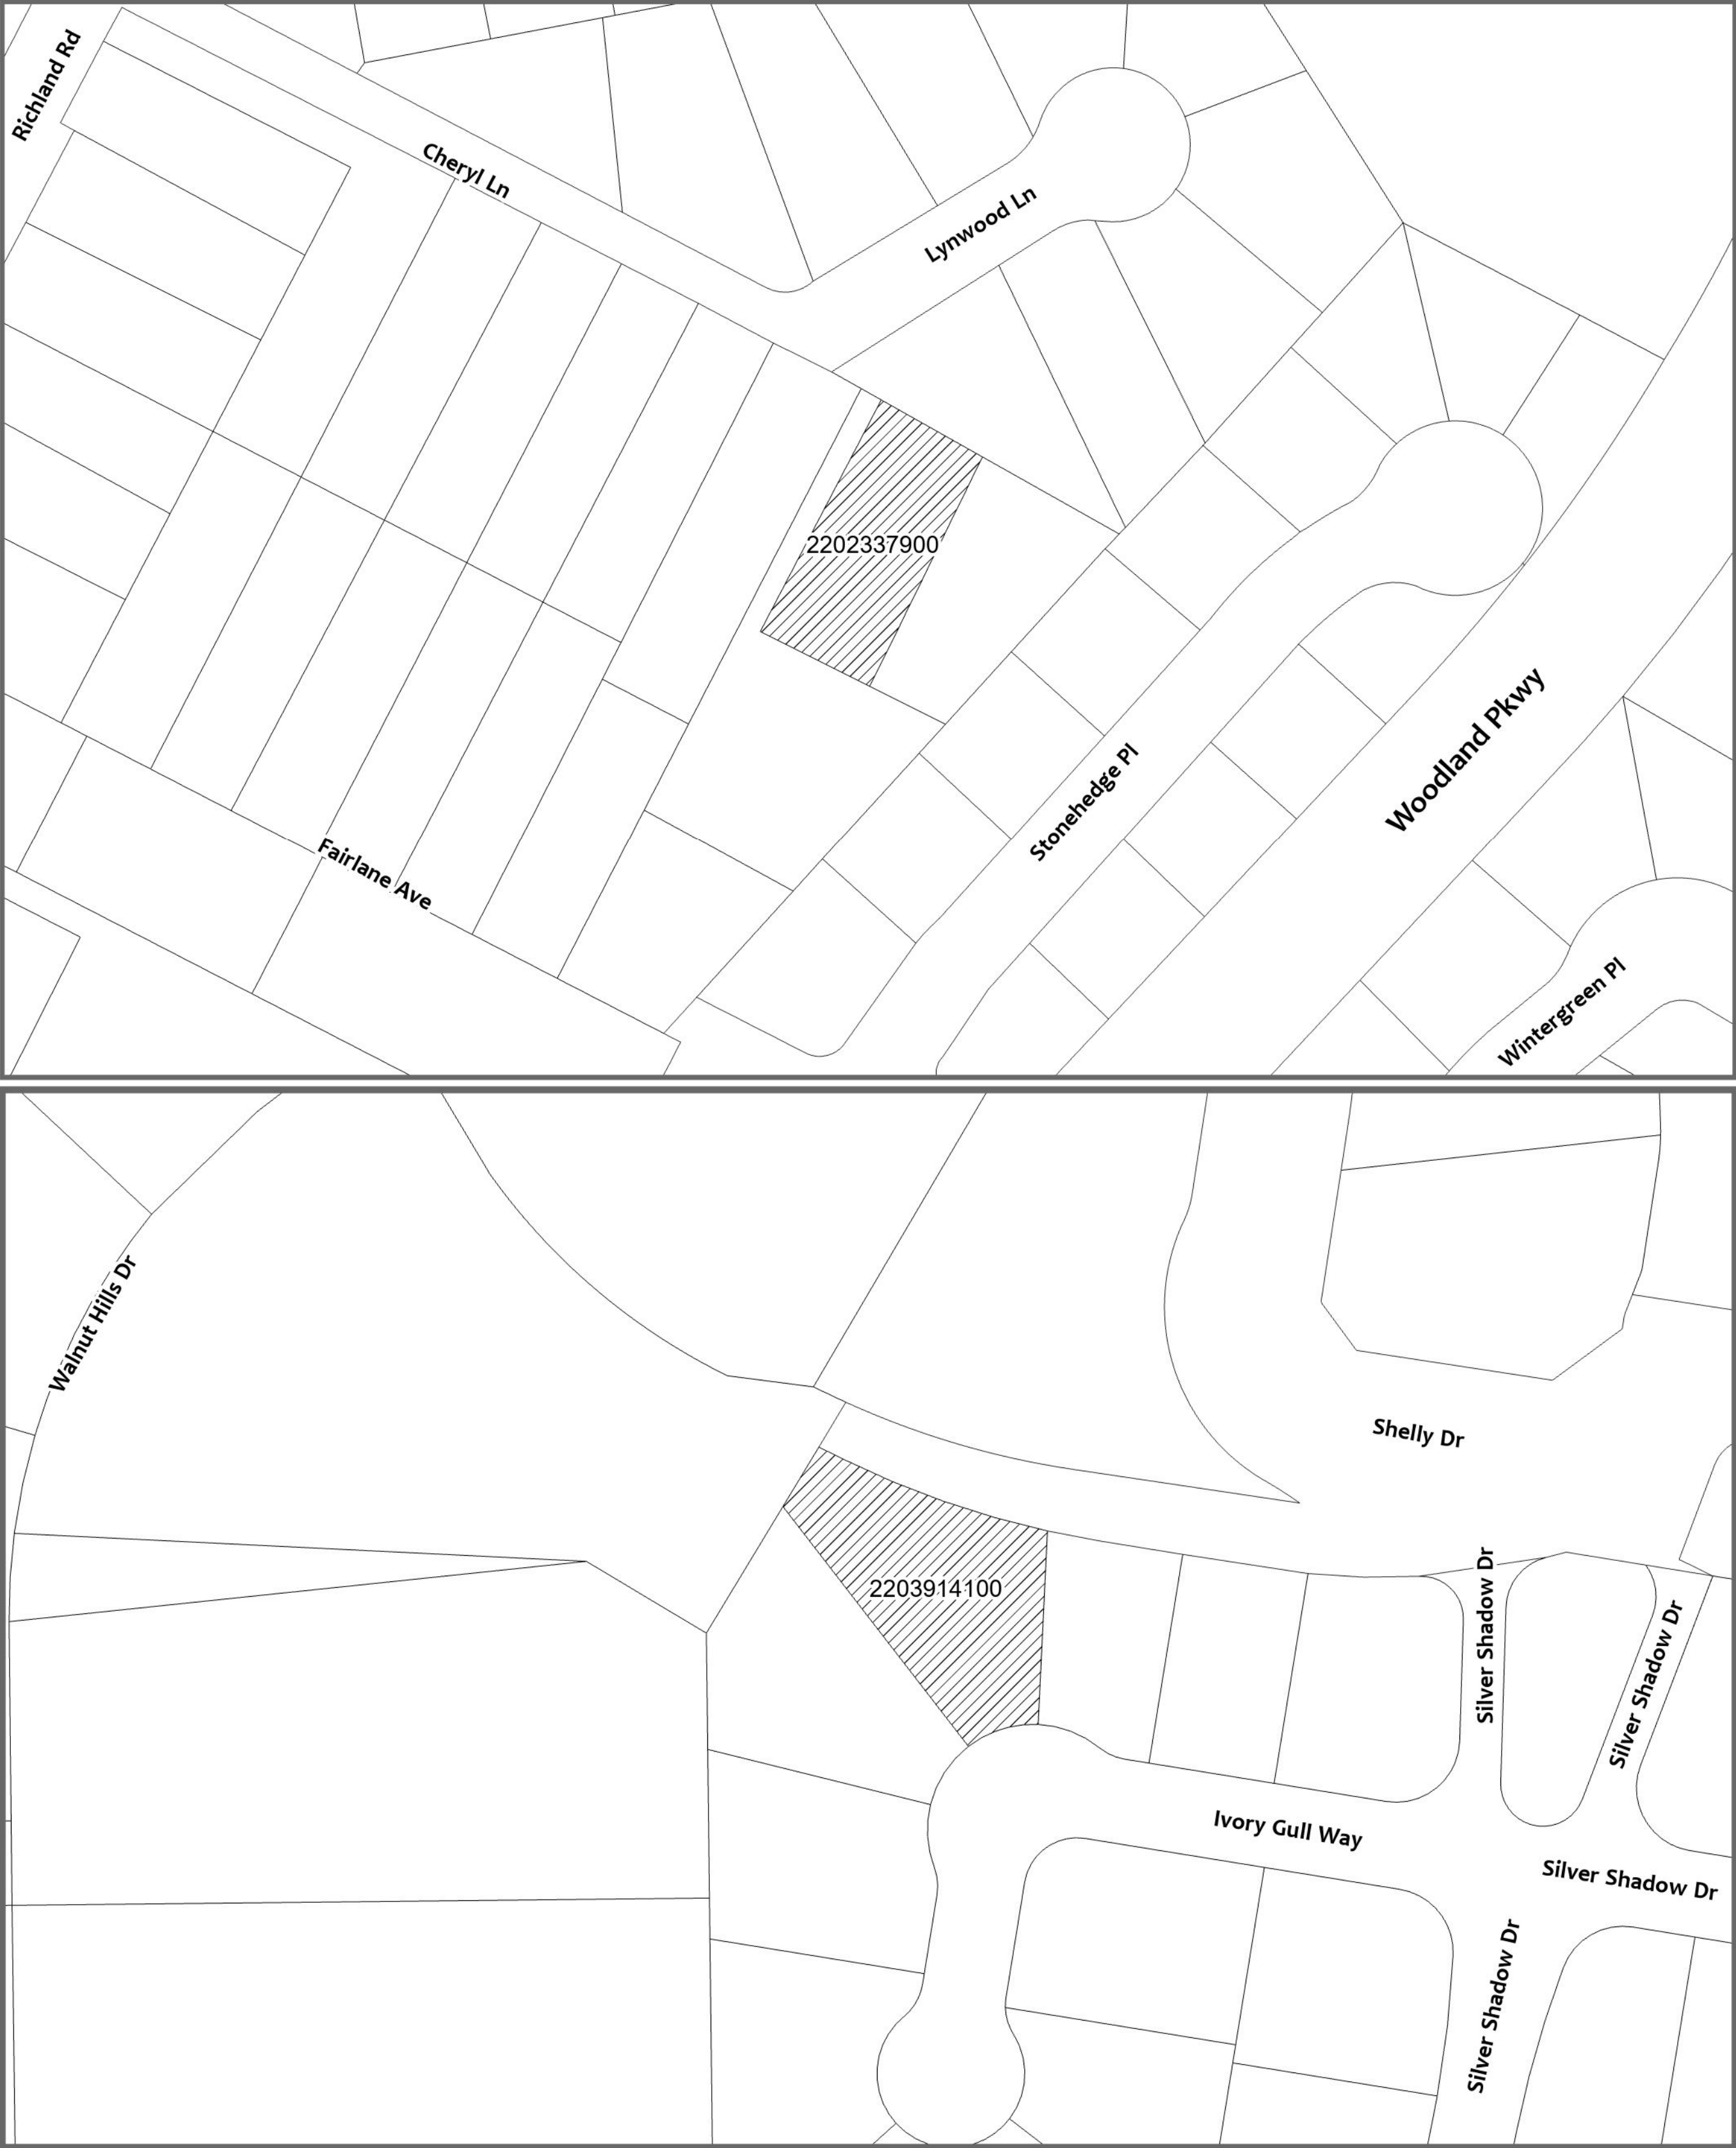 Richland Rd
Cheryl Ln
Lynwood Ln
2202337900
Stonehedge Pl
Woodland Pkwy
Fairlane Ave
Wintergreen Pl
Walnut Hills Dr
Shelly Dr
2203914100
Silver Shadow Dr
Silver Shadow Dr
Ivory Gull Way
Silver Shadow Dr
Silver Shadow Dr